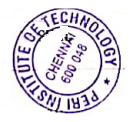 PERI INSTITUTE OF TECHNOLOGY
CHENNAI
600 048